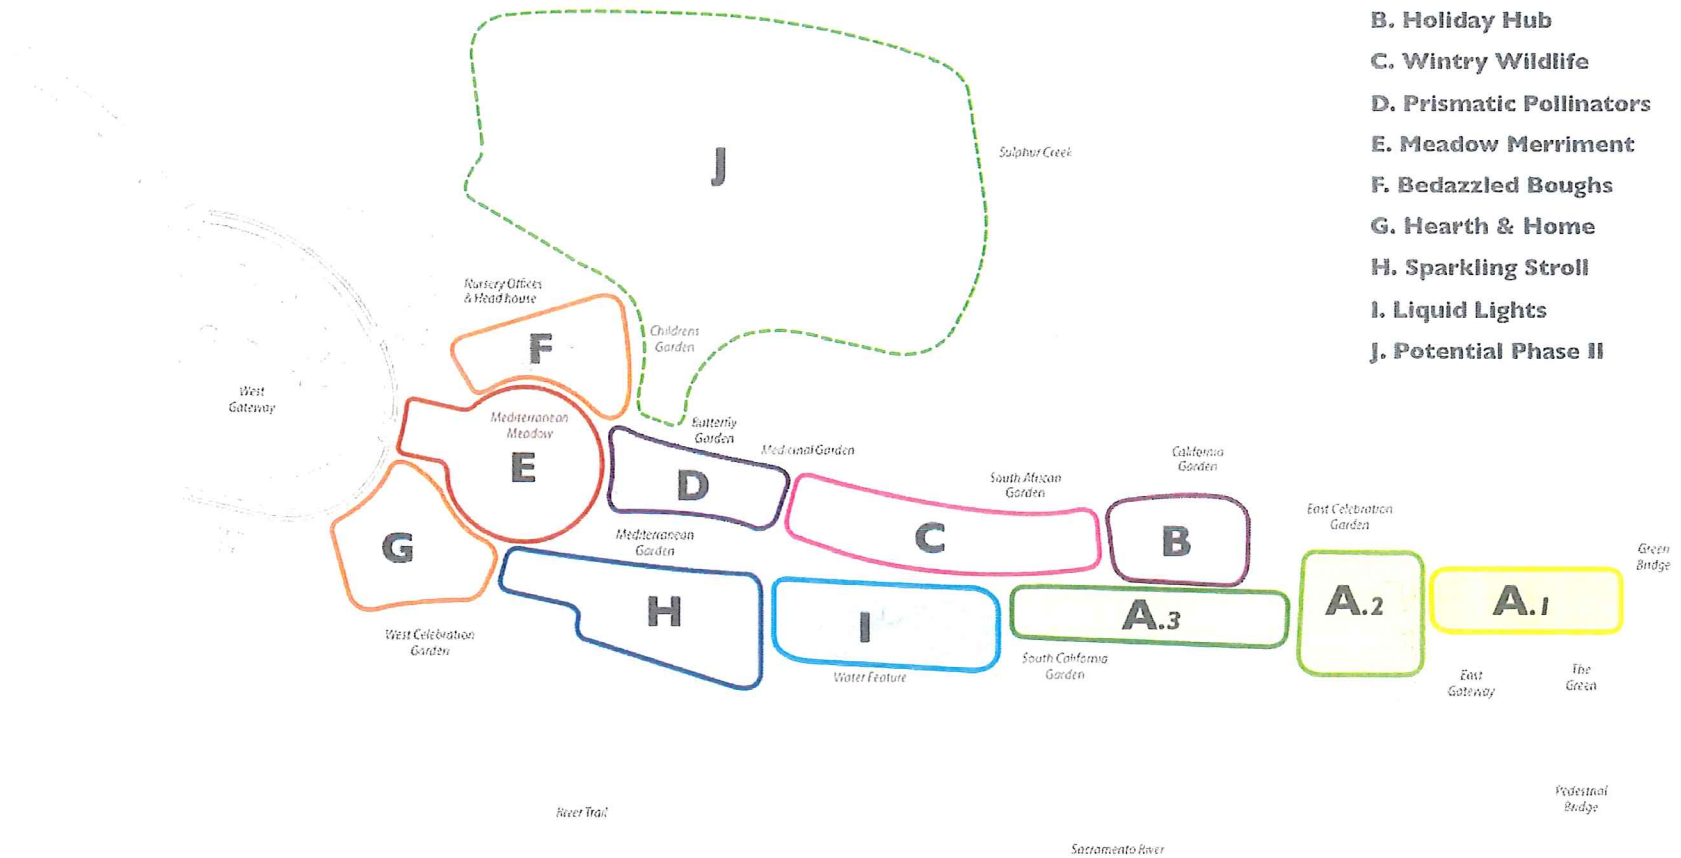 B. Holiday Hub
C. Wintry Wildlife
D. Prismatic Pollinators
E. Meadow Merriment
F. Bedazzled Boughs
G. Hearth & Home
H. Sparkling Stroll
I. Liquid Lights
J. Potential Phase II
J
Sulphur Creek
Nursery Offices
& Head house
F
Childrens
Garden
West
Gateway
Mediterranean
Meadow
E
Butterfly
Garden
D
Medicinal Garden
South African
Garden
California
Garden
East Celebration
Garden
Green
Bridge
G
Mediterranean
Garden
C
B
H
I
A.3
A.2
A.1
West Celebration
Garden
Water Feature
South California
Garden
East
Gateway
The
Green
River Trail
Pedestrial
Bridge
Sacramento River